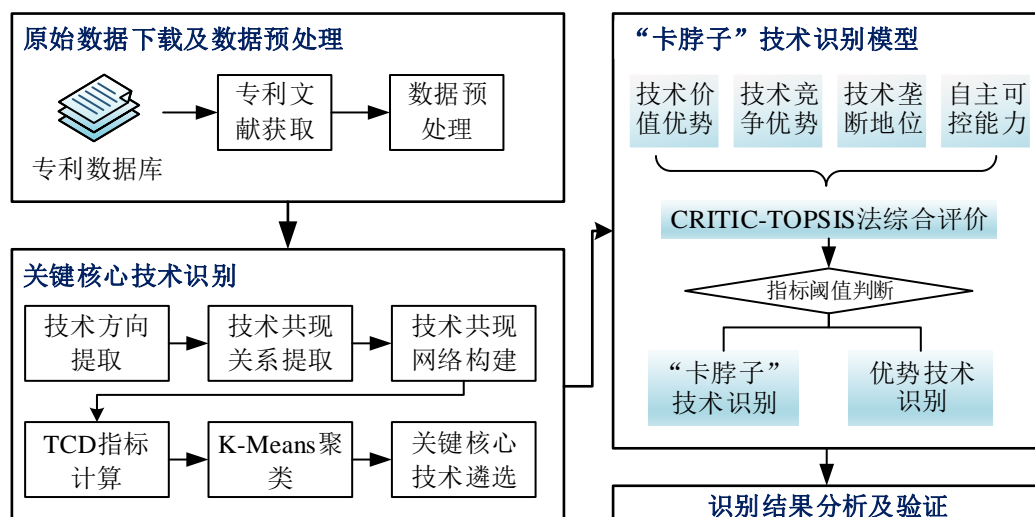 原始数据下载及数据预处理
专利数据库
专利文
献获取
数据预
处理
关键核心技术识别
技术方向
提取
技术共现
关系提取
技术共现
网络构建
TCD指标
计算
K-Means聚
类
关键核心
技术遴选
“卡脖子”技术识别模型
技术价
值优势
技术竞
争优势
技术垄
断地位
自主可
控能力
CRITIC-TOPSIS法综合评价
指标阈值判断
“卡脖子”
技术识别
优势技术
识别
识别结果分析及验证